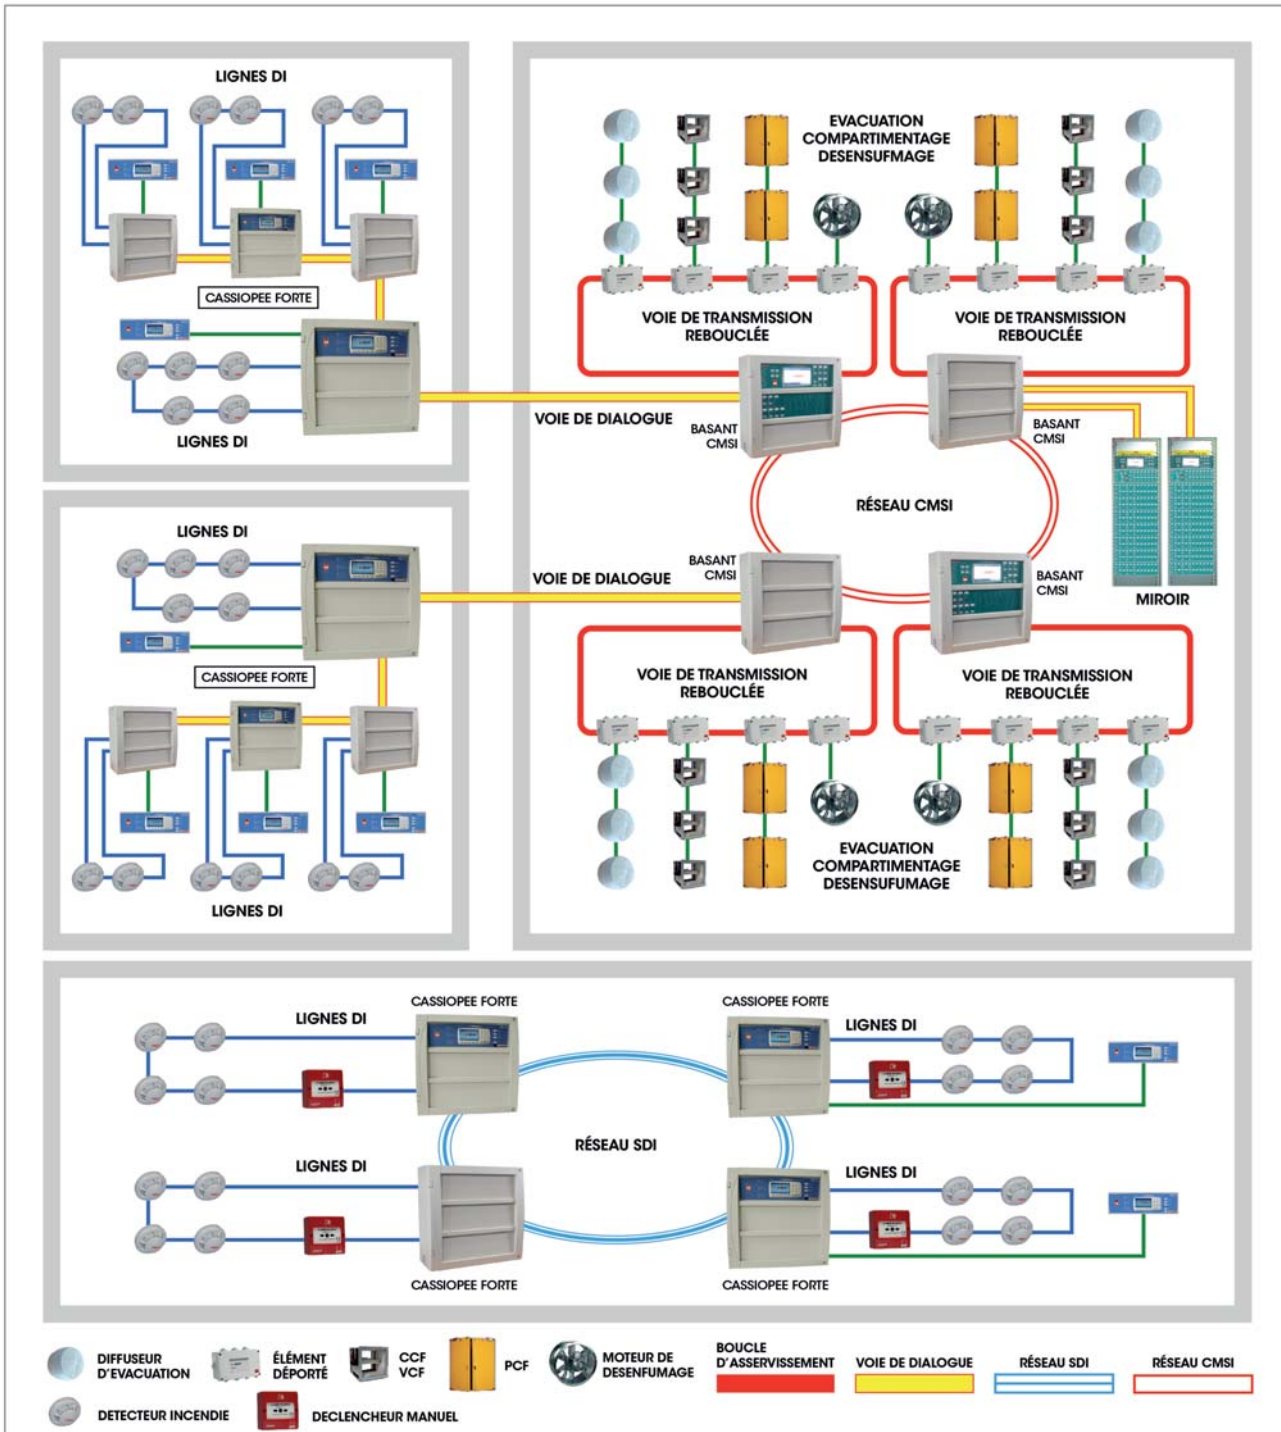 LIGNES DI
CASSIOPEE FORTE
LIGNES DI
EVACUATION
COMPARTIMENTAGE
DESENSUFMAGE
VOIE DE TRANSMISSION
REBOUCLÉE
VOIE DE TRANSMISSION
REBOUCLÉE
VOIE DE DIALOGUE
BASANT
CMSI
BASANT
CMSI
RÉSEAU CMSI
LIGNES DI
VOIE DE DIALOGUE
BASANT
CMSI
BASANT
CMSI
MIROIR
CASSIOPEE FORTE
VOIE DE TRANSMISSION
REBOUCLÉE
VOIE DE TRANSMISSION
REBOUCLÉE
EVACUATION
COMPARTIMENTAGE
DESENSUFUMAGE
LIGNES DI
CASSIOPEE FORTE
CASSIOPEE FORTE
LIGNES DI
LIGNES DI
RÉSEAU SDI
LIGNES DI
LIGNES DI
CASSIOPEE FORTE
CASSIOPEE FORTE
DIFFUSEUR
D'EVACUATION
ÉLÉMENT
DÉPORTÉ
CCF
VCF
PCF
MOTEUR DE
DESENFUMAGE
BOUCLE
D'ASSERVISSEMENT
VOIE DE DIALOGUE
RÉSEAU SDI
RÉSEAU CMSI
DETECTEUR INCENDIE
DECLENCHEUR MANUEL